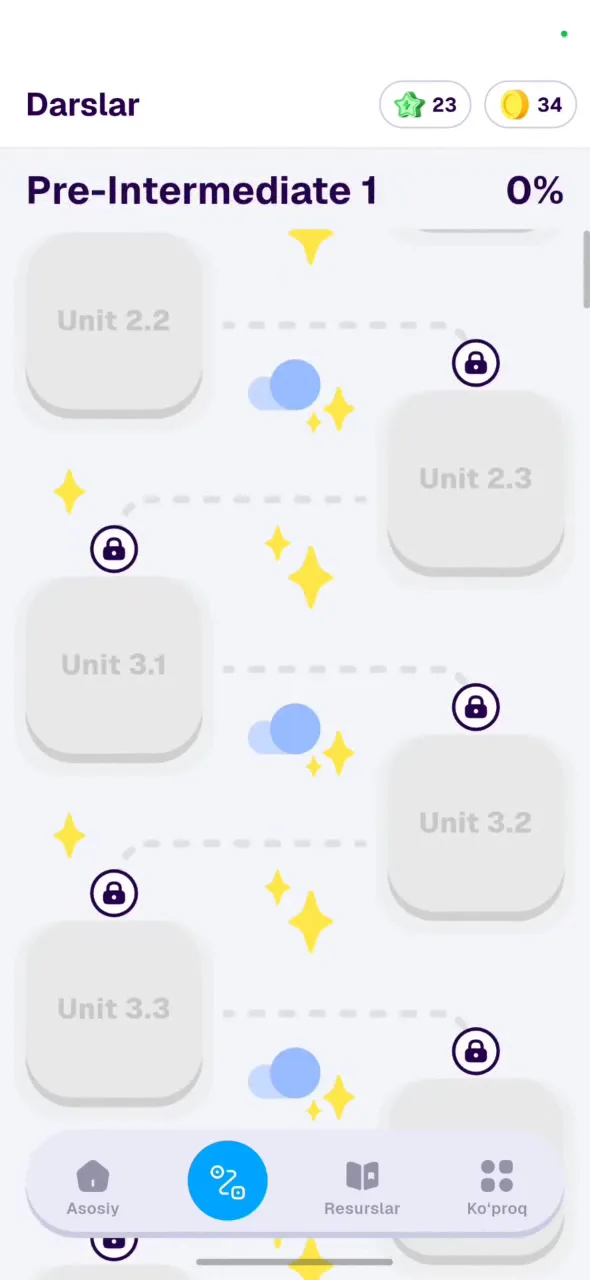 Darslar
23
34
Pre-Intermediate 1
0%
Unit 2.2
Unit 2.3
Unit 3.1
Unit 3.2
Unit 3.3
Asosiy
Resurslar
Ko‘proq